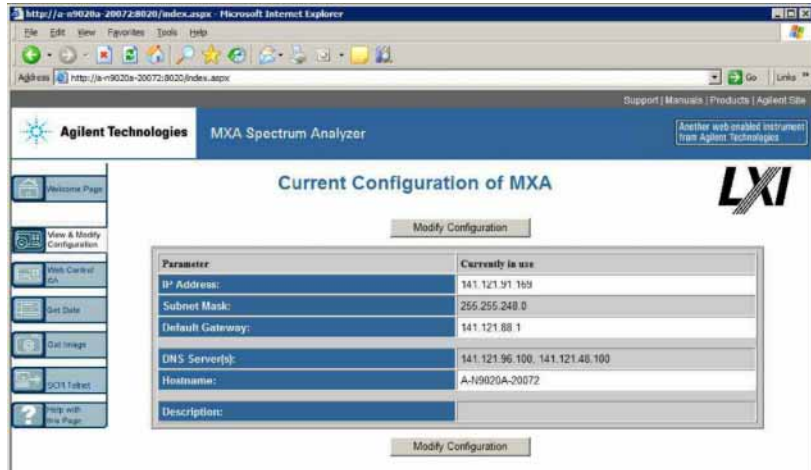 http://a-n9020a-20072:8020/index.aspx - Microsoft Internet Explorer
File Edit View Favorites Tools Help
Address http://a-n9020a-20072:8020/index.aspx Go Links »
Support | Manuals | Products | Agilent Site
Agilent Technologies MXA Spectrum Analyzer
Another web-enabled instrument
from Agilent Technologies
Welcome Page
Current Configuration of MXA
LXI
View & Modify
Configuration
Modify Configuration
Web Control
Parameter Currently in use
IP Address: 141.121.91.169
Subnet Mask: 255.255.248.0
Get Data
Default Gateway: 141.121.88.1
Get Image
DNS Server(s): 141.121.96.100, 141.121.48.100
SCPI Telnet
Hostname: A-N9020A-20072
Help with
this Page
Description:
Modify Configuration